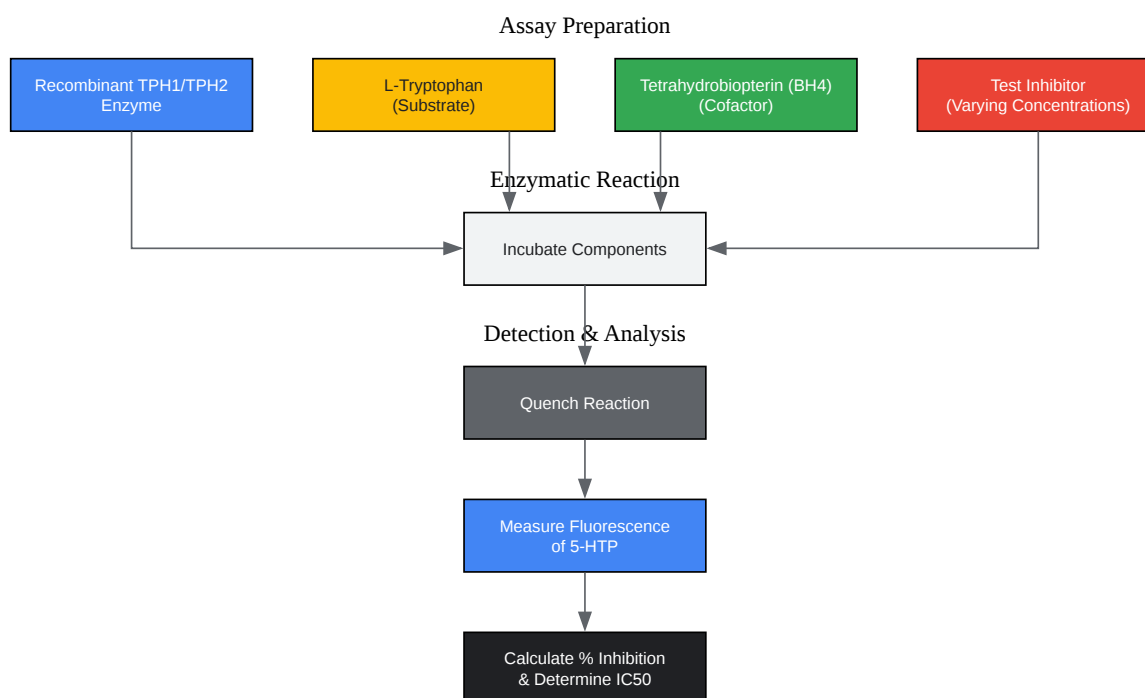 Assay Preparation
Recombinant TPH1/TPH2
Enzyme
L-Tryptophan
(Substrate)
Tetrahydrobiopterin (BH4)
(Cofactor)
Test Inhibitor
(Varying Concentrations)
Enzymatic Reaction
Incubate Components
Detection & Analysis
Quench Reaction
Measure Fluorescence
of 5-HTP
Calculate % Inhibition
& Determine IC50